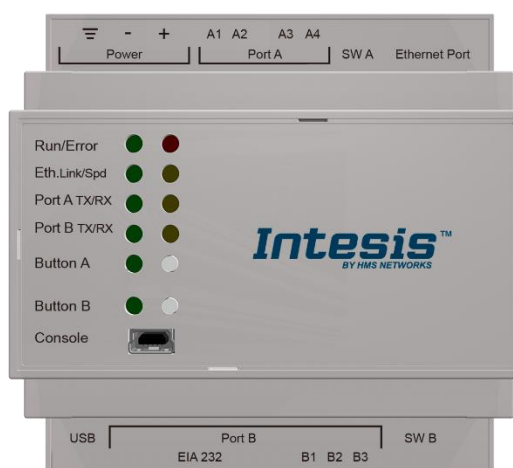 - +
A1 A2 A3 A4
Power Port A SW A Ethernet Port
Run/Error
Eth.Link/Spd
Port A TX/RX
Port B TX/RX
Intesis™
BY HMS NETWORKS
Button A
Button B
Console
USB Port B SW B
EIA 232 B1 B2 B3